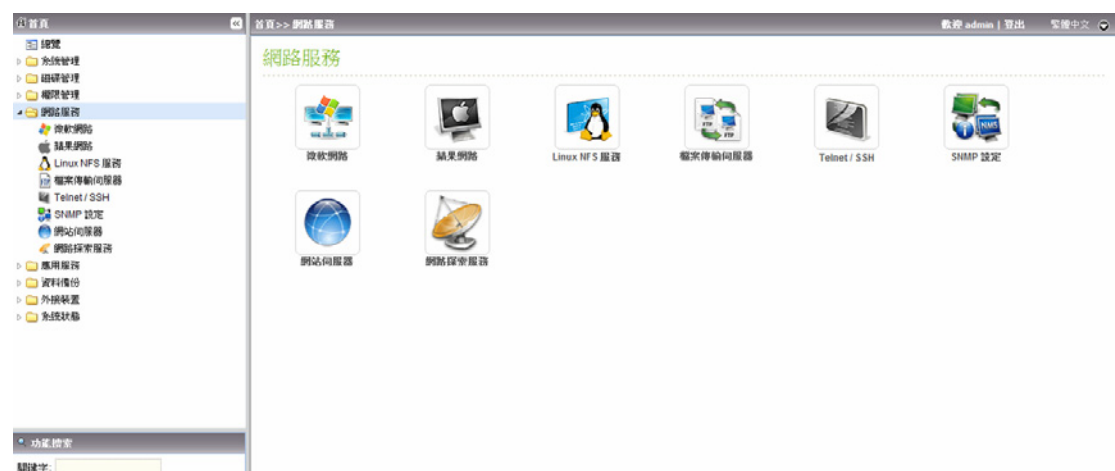 首頁
首頁>> 網路服務
歡迎 admin | 登出
繁體中文
總覽
系統管理
磁碟管理
權限管理
網路服務
微軟網路
蘋果網路
Linux NFS 服務
檔案傳輸伺服器
Telnet / SSH
SNMP 設定
網站伺服器
網路探索服務
應用服務
資料備份
外接裝置
系統狀態
功能搜索
關鍵字:
網路服務
微軟網路
蘋果網路
Linux NFS 服務
檔案傳輸伺服器
Telnet / SSH
SNMP 設定
網站伺服器
網路探索服務
FTP
FTP
NMS